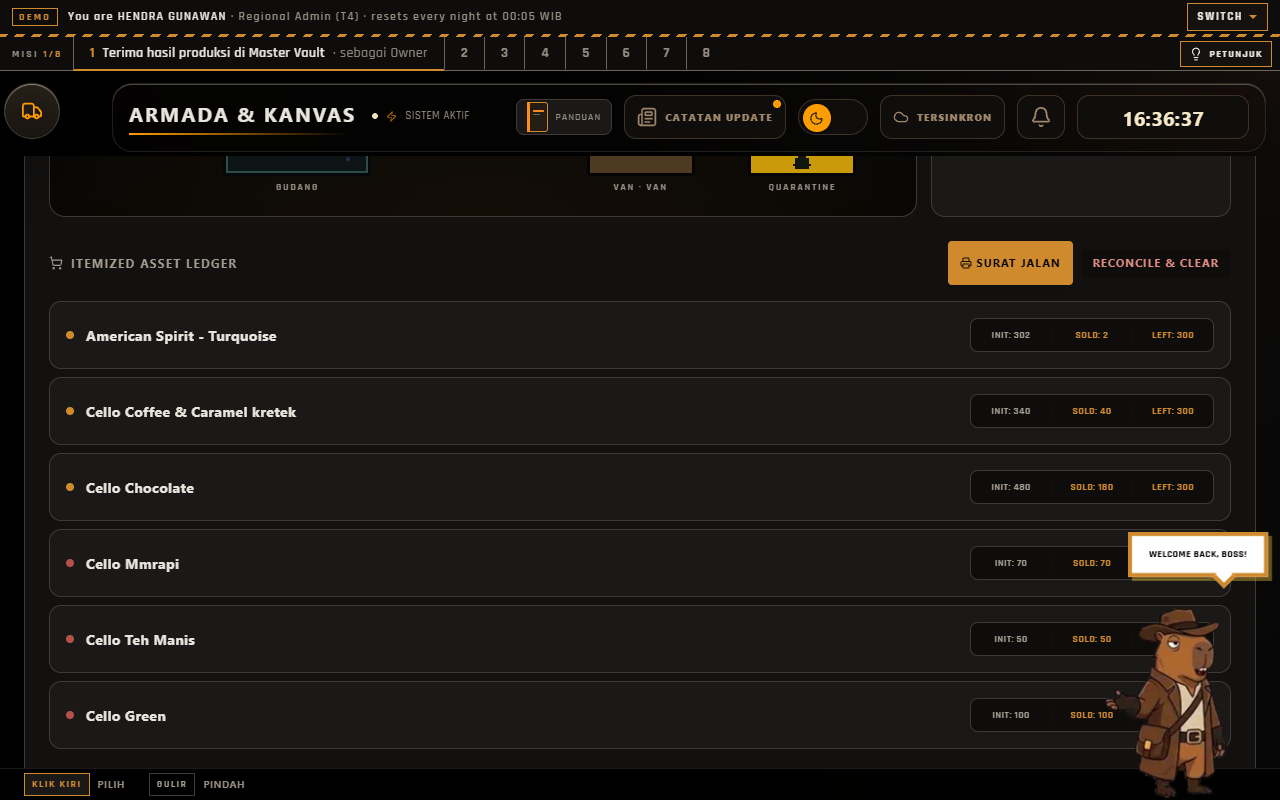 DEMO You are HENDRA GUNAWAN · Regional Admin (T4) · resets every night at 00:05 WIB SWITCH
MISI 1/8 1 Terima hasil produksi di Master Vault · sebagai Owner 2 3 4 5 6 7 8 PETUNJUK
ARMADA & KANVAS SISTEM AKTIF PANDUAN CATATAN UPDATE TERSINKRON 16:36:37
GUDANG VAN · VAN QUARANTINE
ITEMIZED ASSET LEDGER SURAT JALAN RECONCILE & CLEAR
American Spirit - Turquoise INIT: 302 SOLD: 2 LEFT: 300
Cello Coffee & Caramel kretek INIT: 340 SOLD: 40 LEFT: 300
Cello Chocolate INIT: 480 SOLD: 180 LEFT: 300
WELCOME BACK, BOSS!
Cello Mmrapi INIT: 70 SOLD: 70
Cello Teh Manis INIT: 50 SOLD: 50
Cello Green INIT: 100 SOLD: 100
KLIK KIRI PILIH GULIR PINDAH